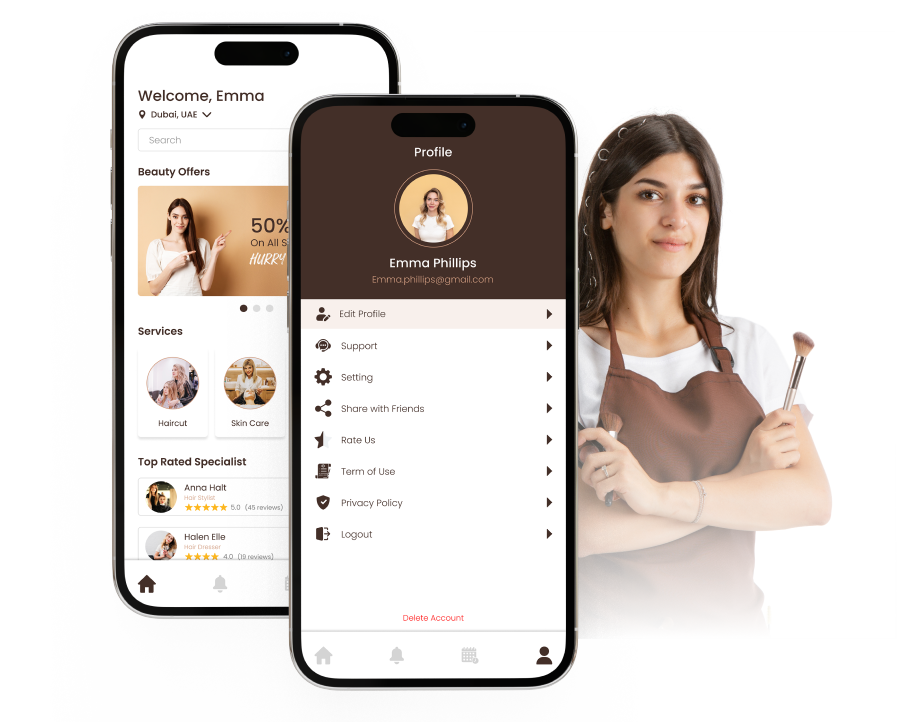 Welcome, Emma
Dubai, UAE
Search
Beauty Offers
50%
On All S
HURRY
Services
Haircut
Skin Care
Top Rated Specialist
Anna Halt
Hair Stylist
5.0 (45 reviews)
Halen Elle
Hair Dresser
4.0 (19 reviews)
Profile
Emma Phillips
Emma.phillips@gmail.com
Edit Profile
Support
Setting
Share with Friends
Rate Us
Term of Use
Privacy Policy
Logout
Delete Account